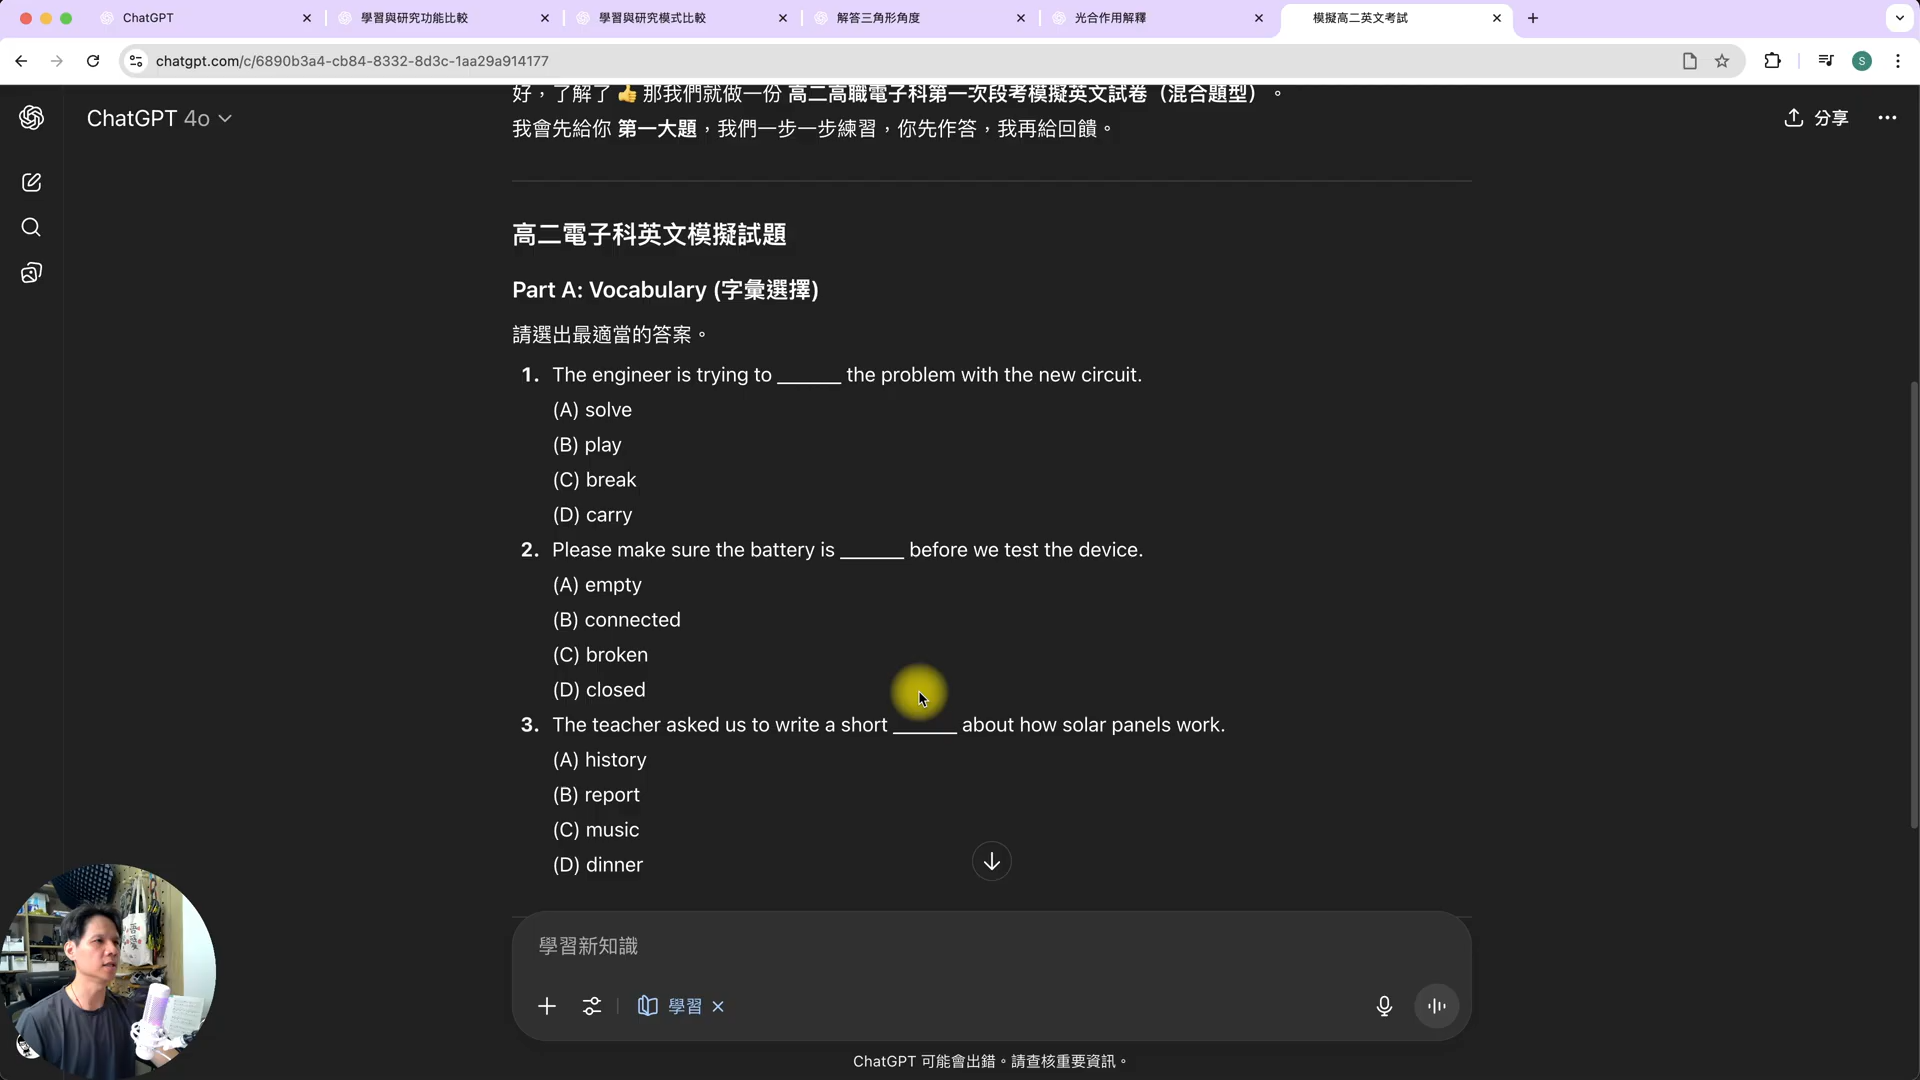 ChatGPT
學習與研究功能比較
學習與研究模式比較
解答三角形角度
光合作用解釋
模擬高二英文考試
chatgpt.com/c/6890b3a4-cb84-8332-8d3c-1aa29a914177
S
ChatGPT 4o
分享
好，了解了 👍 那我們就做一份 高二高職電子科第一次段考模擬英文試卷（混合題型）。
我會先給你 第一大題，我們一步一步練習，你先作答，我再給回饋。
高二電子科英文模擬試題
Part A: Vocabulary (字彙選擇)
請選出最適當的答案。
1. The engineer is trying to ______ the problem with the new circuit.
(A) solve
(B) play
(C) break
(D) carry
2. Please make sure the battery is ______ before we test the device.
(A) empty
(B) connected
(C) broken
(D) closed
3. The teacher asked us to write a short ______ about how solar panels work.
(A) history
(B) report
(C) music
(D) dinner
學習新知識
學習
ChatGPT 可能會出錯。請查核重要資訊。